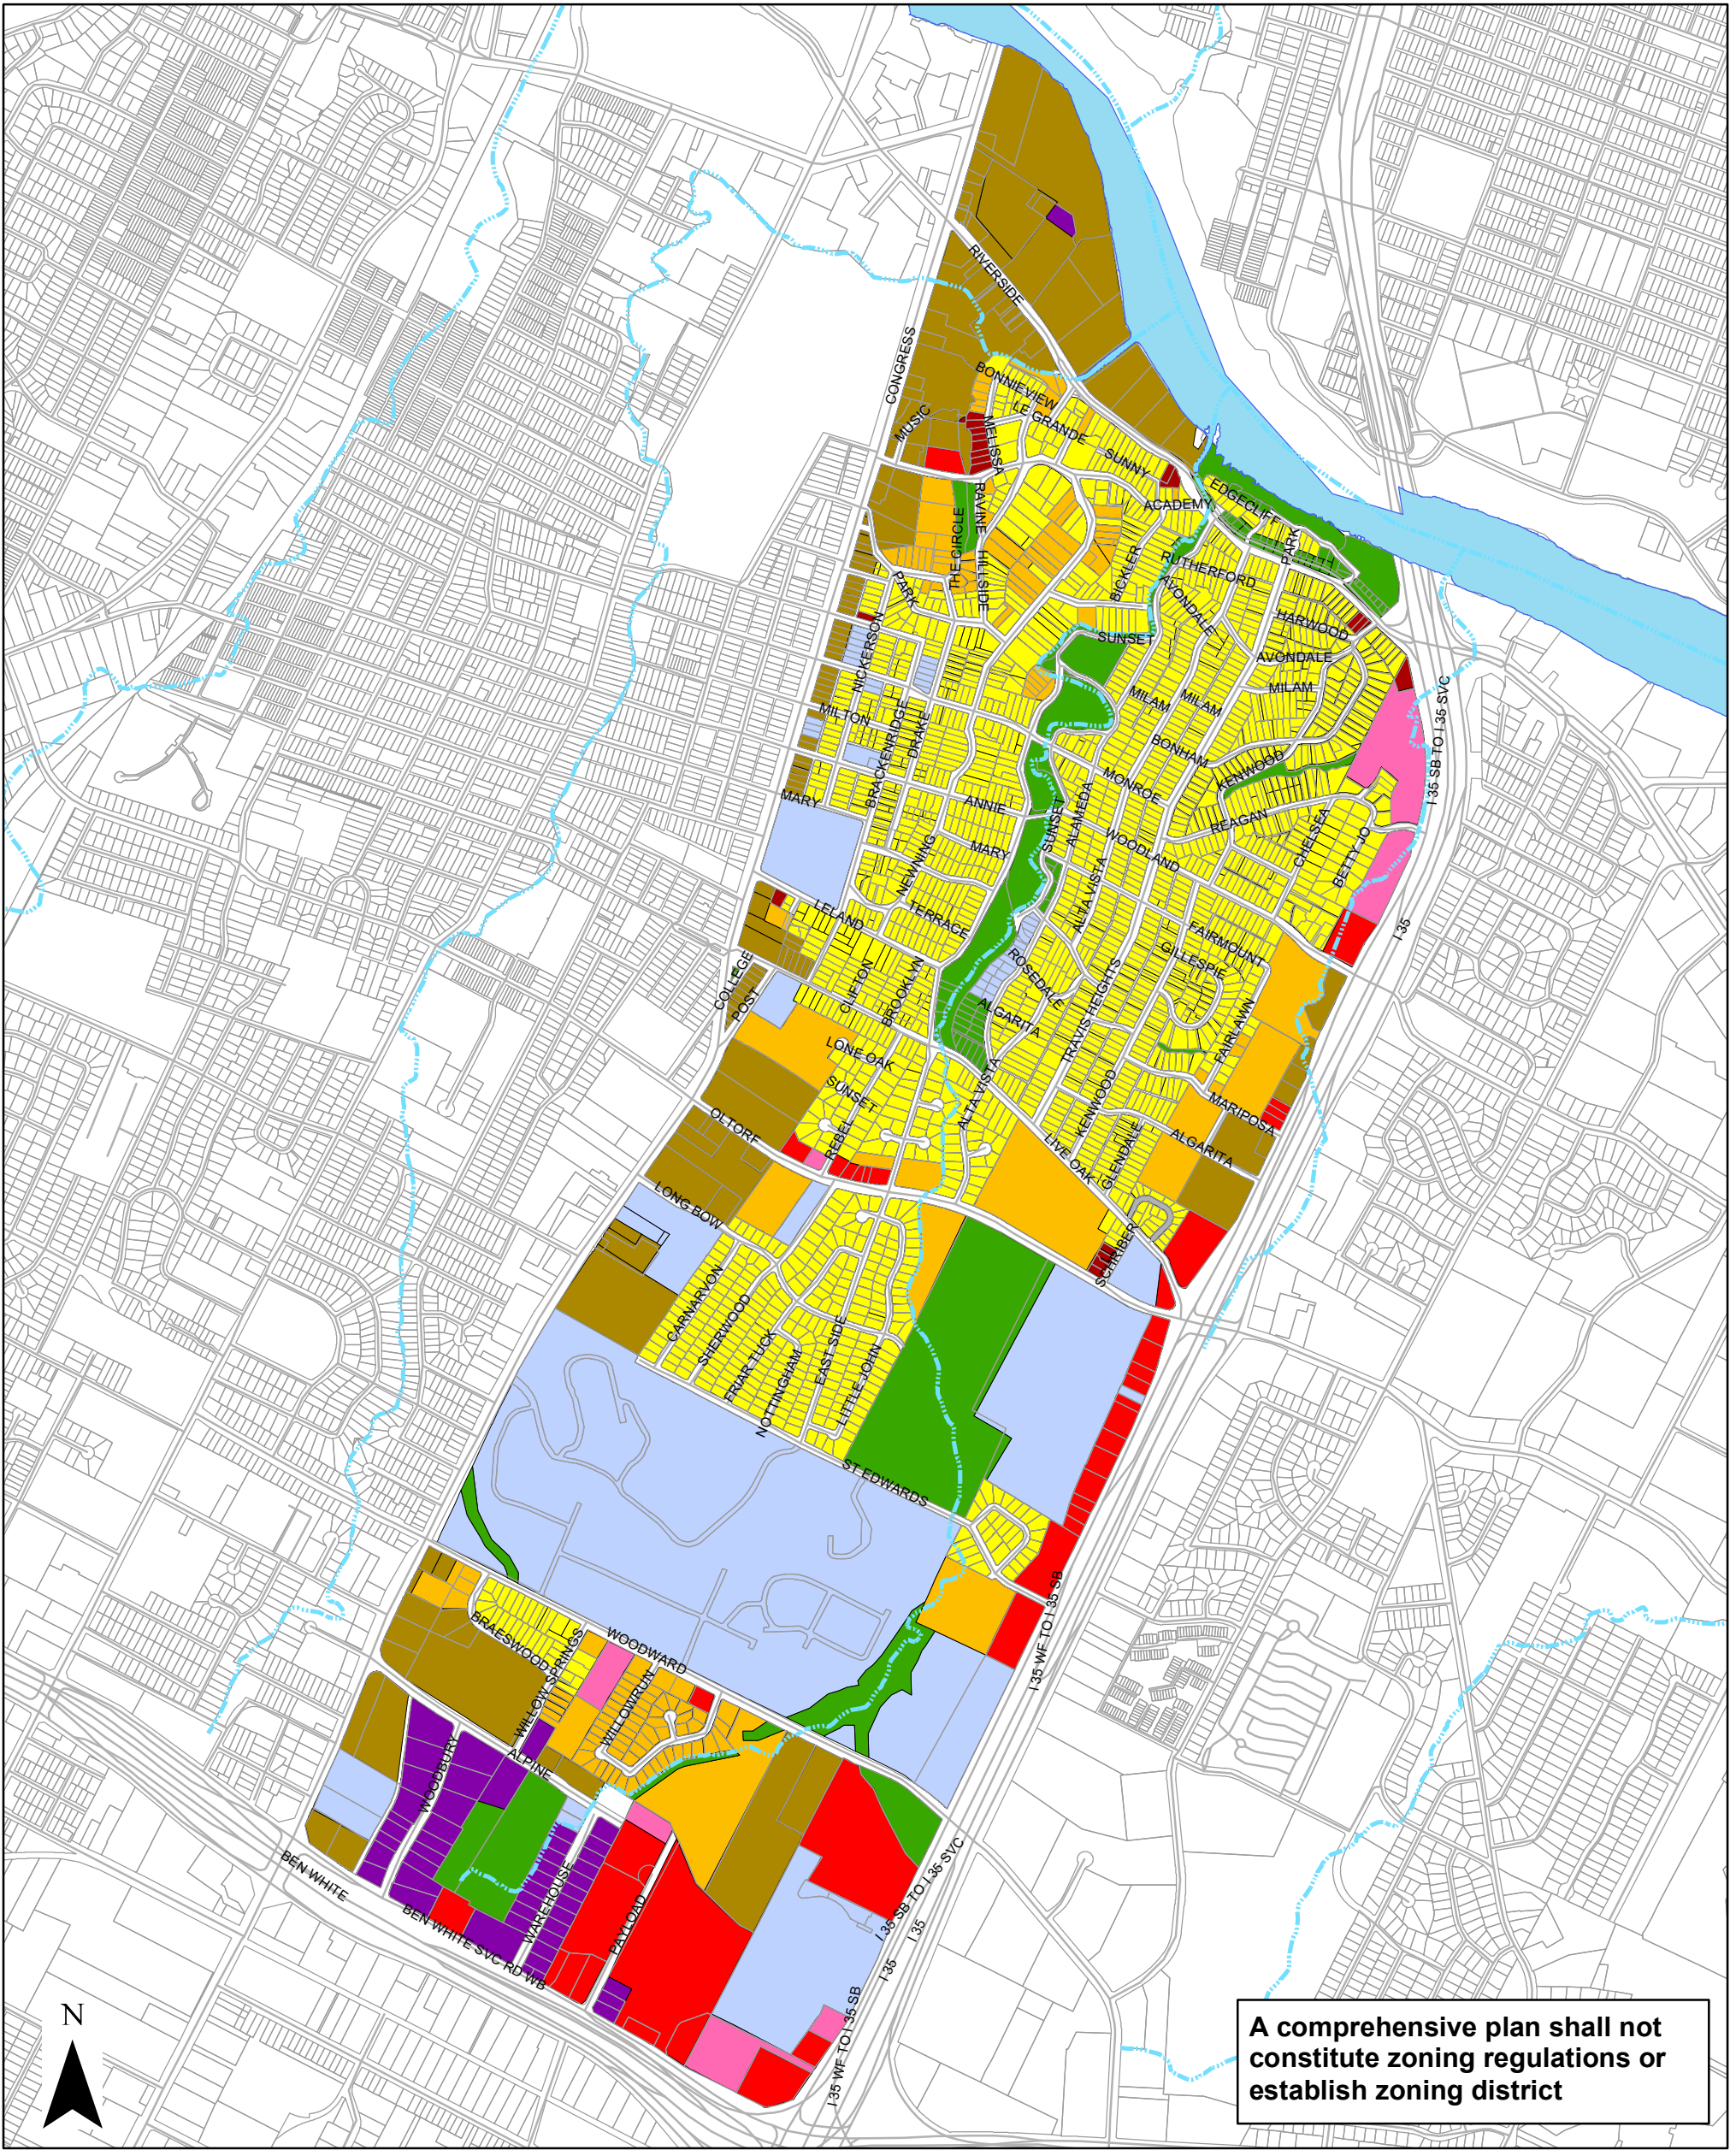 RIVERSIDE
CONGRESS
BONNIEVIEW
LE GRANDE
MUSIC
MELISSA
SUNNY
RAVINE
ACADEMY
EDGECLIFF
THE CIRCLE
HILLSIDE
PARK
BICKLER
RUTHERFORD
PARK
AVONDALE
HARWOOD
NICKERSON
SUNSET
AVONDALE
MILAM
MILAM
MILAM
MILTON
BRACKENRIDGE
DRAKE
BONHAM
KENWOOD
I 35 SB TO I 35 SVC
MONROE
MARY
ANNIE
SUNSET
ALAMEDA
REAGAN
CHELSEA
BETTY JO
WOODLAND
MARY
NEWNING
ALTA VISTA
LELAND
TERRACE
FAIRMOUNT
GILLESPIE
I 35
COLLEGE
POST
CLIFTON
BROOKLYN
ROSEDALE
ALGARITA
TRAVIS HEIGHTS
FAIRLAWN
LONE OAK
SUNSET
ALTA VISTA
KENWOOD
MARIPOSA
OLTORF
REBEL
LIVE OAK
GLENDALE
ALGARITA
LONG BOW
SCHRIBER
CARNARVON
SHERWOOD
FRIAR TUCK
NOTTINGHAM
EAST SIDE
LITTLE JOHN
ST EDWARDS
I 35 WF TO I 35 SB
BRAESWOOD
WILLOW SPRINGS
WOODWARD
WILLOWRUN
ALPINE
WOODBURY
BEN WHITE
WAREHOUSE
PAYLOAD
BEN WHITE SVC RD WB
I 35 SB TO I 35 SVC
I 35
I 35
I 35 WF TO I 35 SB
N
A comprehensive plan shall not
constitute zoning regulations or
establish zoning district